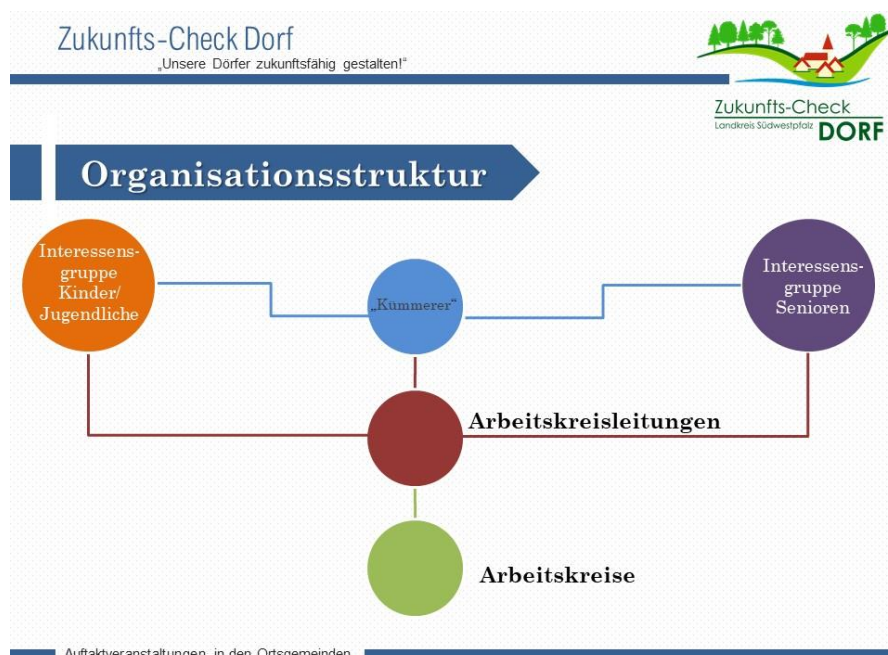 Zukunfts-Check Dorf
„Unsere Dörfer zukunftsfähig gestalten!“
Zukunfts-Check
Landkreis Südwestpfalz DORF
Organisationsstruktur
Interessens-
gruppe
Kinder/
Jugendliche
„Kümmerer“
Interessens-
gruppe
Senioren
Arbeitskreisleitungen
Arbeitskreise
Auftaktveranstaltungen in den Ortsgemeinden